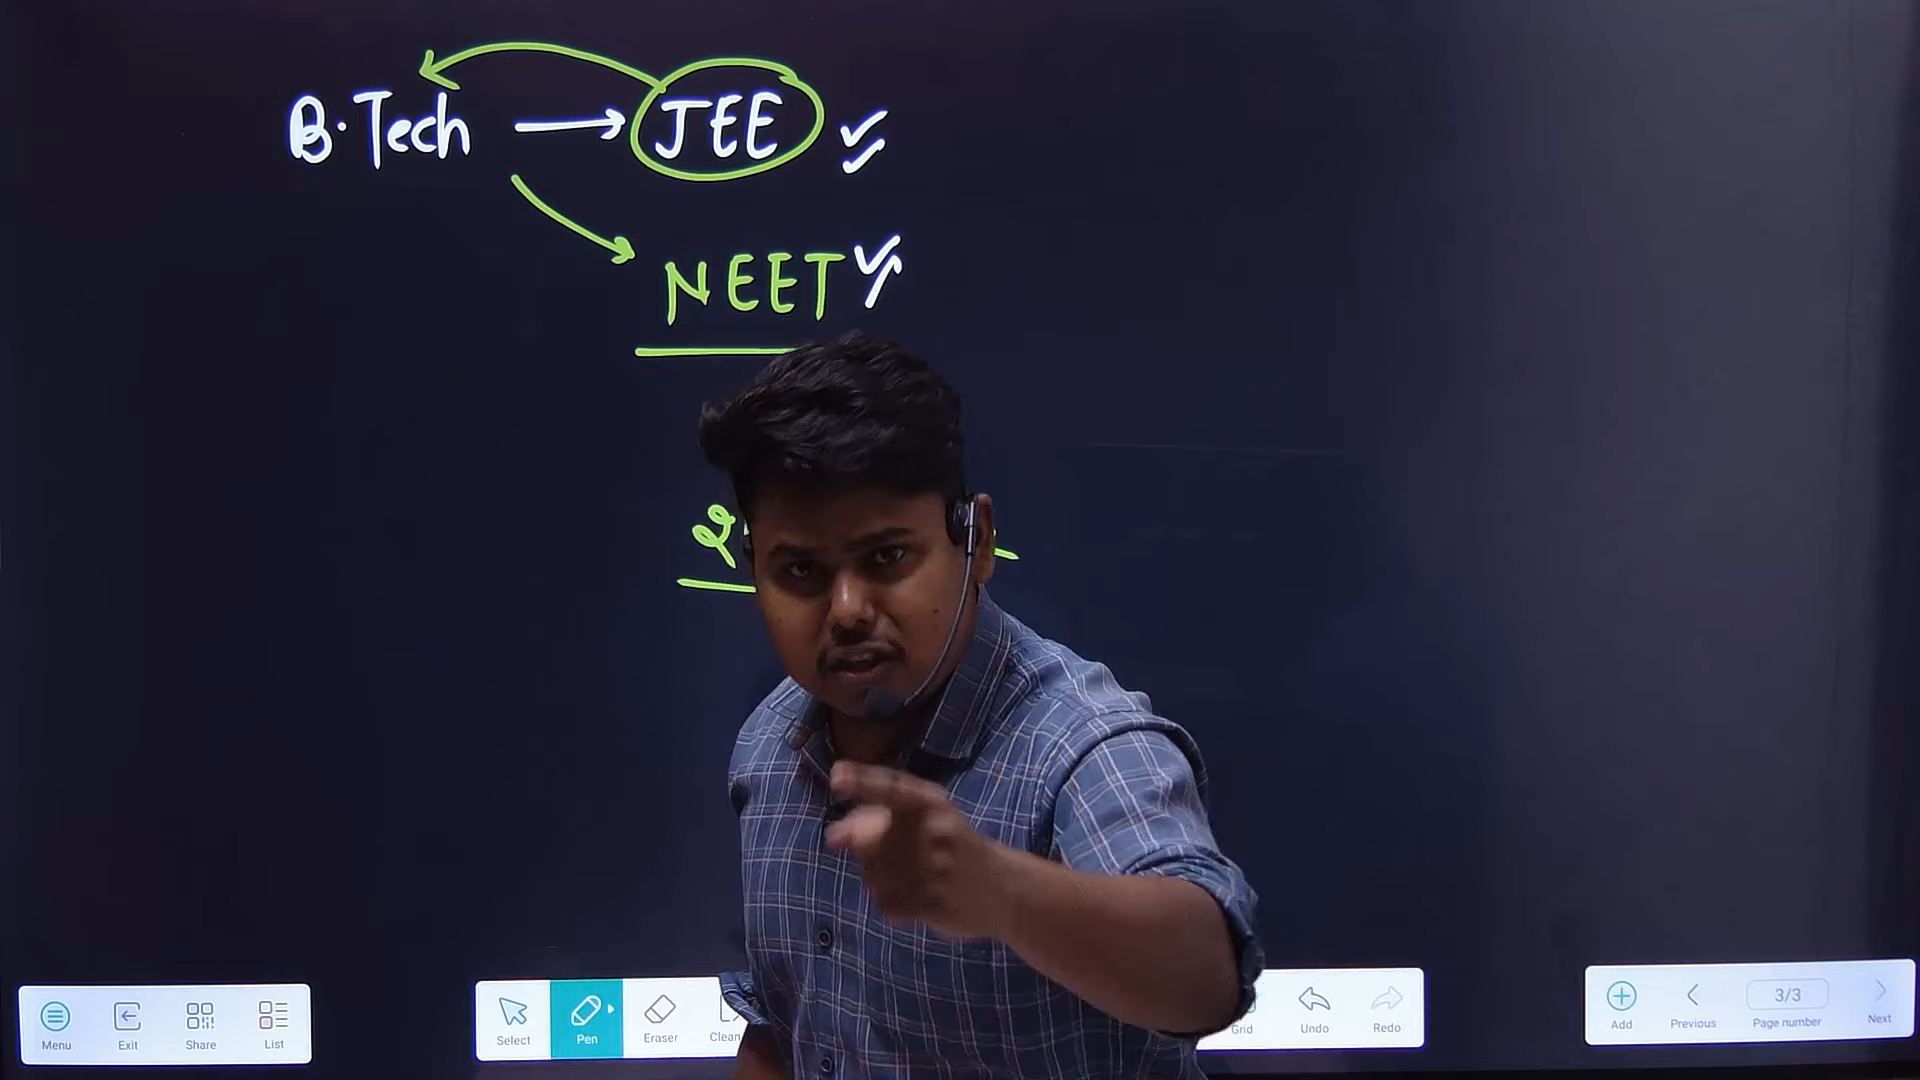 B.Tech → JEE
NEET
Menu Exit Share List
Select Pen Eraser Clean Grid Undo Redo
Add Previous 3/3 Page number Next